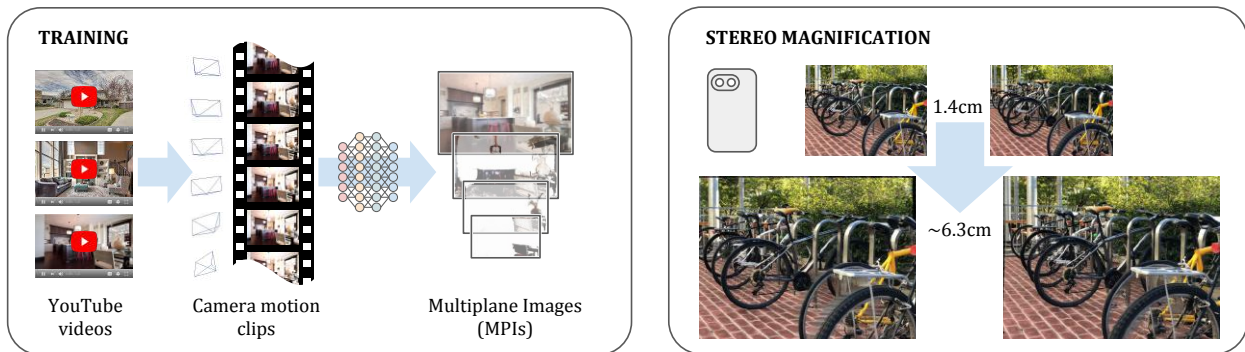 TRAINING
YouTube
videos
Camera motion
clips
Multiplane Images
(MPIs)
STEREO MAGNIFICATION
1.4cm
~6.3cm